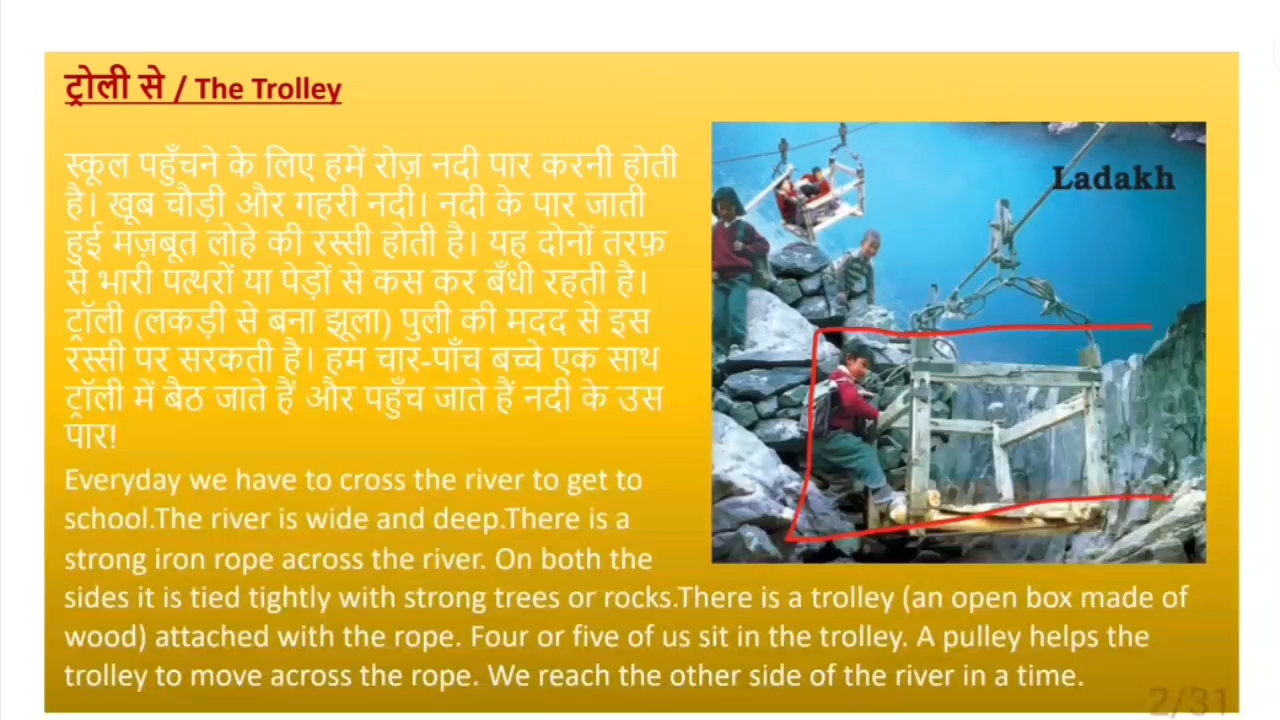 ट्रोली से / The Trolley
स्कूल पहुँचने के लिए हमें रोज़ नदी पार करनी होती
है। खूब चौड़ी और गहरी नदी। नदी के पार जाती
हुई मज़बूत लोहे की रस्सी होती है। यह दोनों तरफ़
से भारी पत्थरों या पेड़ों से कस कर बँधी रहती है।
ट्रॉली (लकड़ी से बना झूला) पुली की मदद से इस
रस्सी पर सरकती है। हम चार-पाँच बच्चे एक साथ
ट्रॉली में बैठ जाते हैं और पहुँच जाते हैं नदी के उस
पार!
Ladakh
Everyday we have to cross the river to get to
school.The river is wide and deep.There is a
strong iron rope across the river. On both the
sides it is tied tightly with strong trees or rocks.There is a trolley (an open box made of
wood) attached with the rope. Four or five of us sit in the trolley. A pulley helps the
trolley to move across the rope. We reach the other side of the river in a time.
2/31